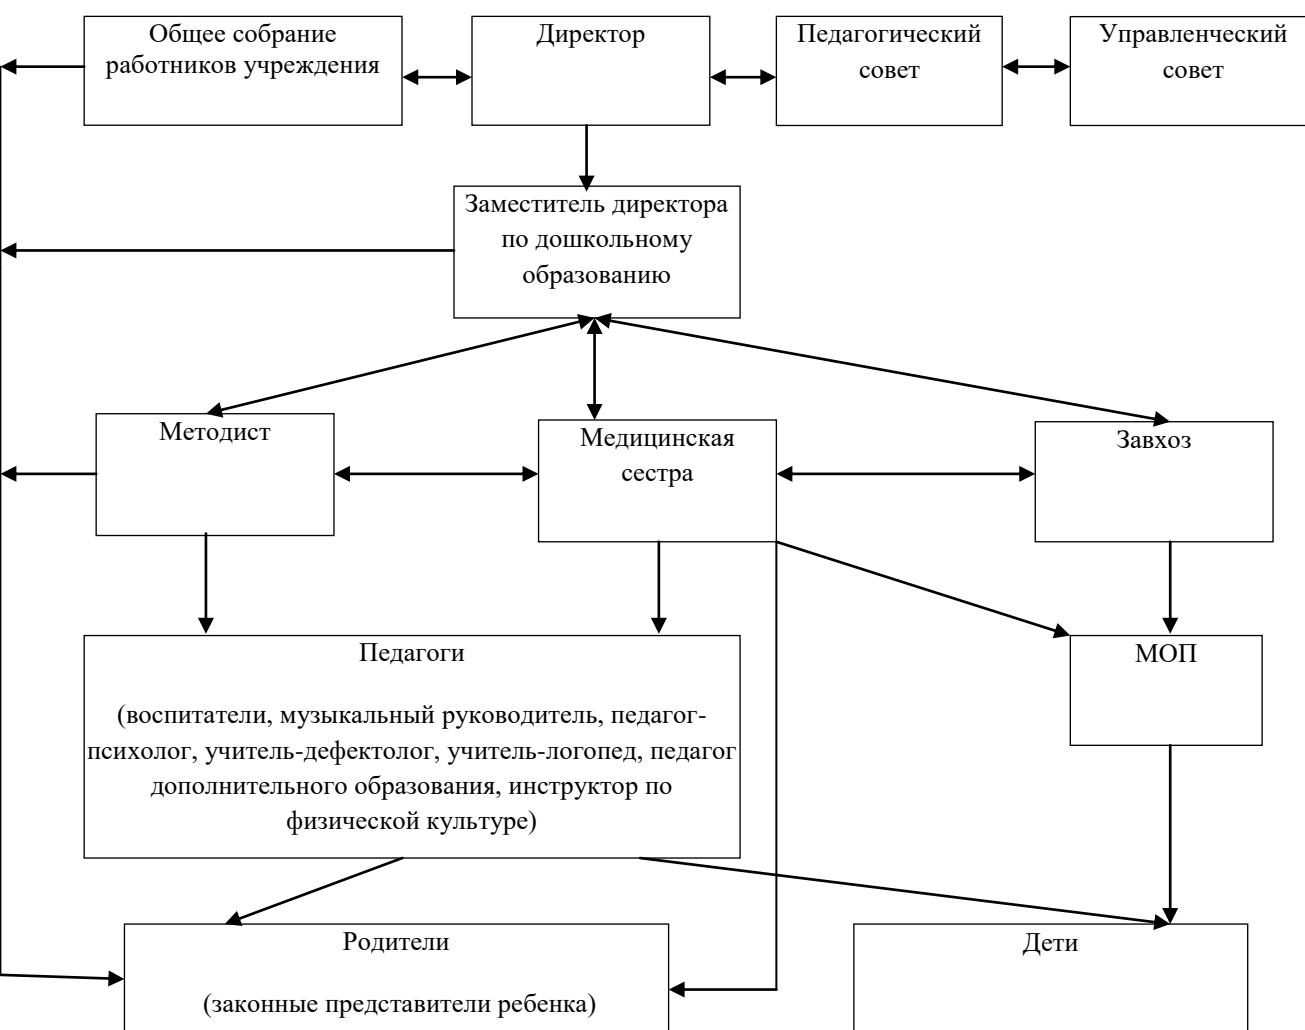 Общее собрание
работников учреждения
Директор
Педагогический
совет
Управленческий
совет
Заместитель директора
по дошкольному
образованию
Методист
Медицинская
сестра
Завхоз
Педагоги
(воспитатели, музыкальный руководитель, педагог-
психолог, учитель-дефектолог, учитель-логопед, педагог
дополнительного образования, инструктор по
физической культуре)
МОП
Родители
(законные представители ребенка)
Дети